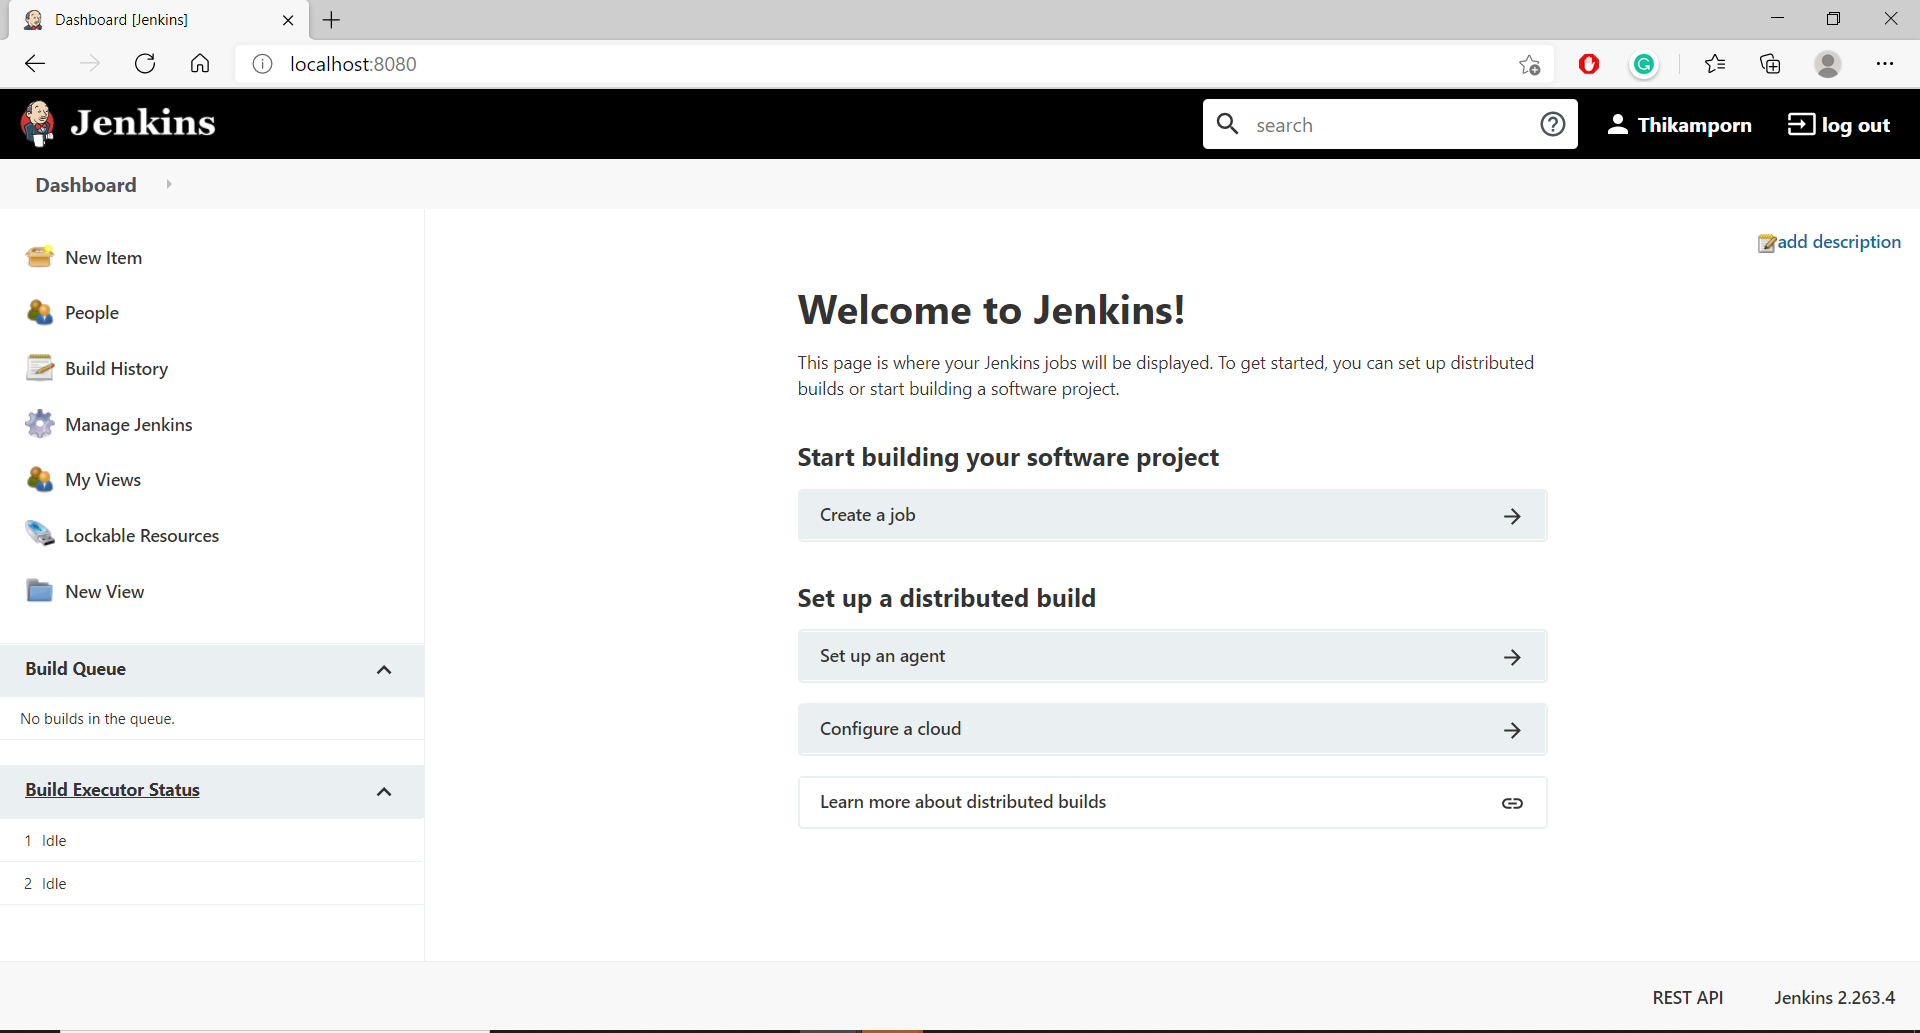 Dashboard [Jenkins]
localhost:8080
Jenkins
search
Thikamporn
log out
Dashboard
New Item
People
Build History
Manage Jenkins
My Views
Lockable Resources
New View
Build Queue
No builds in the queue.
Build Executor Status
1 Idle
2 Idle
add description
Welcome to Jenkins!
This page is where your Jenkins jobs will be displayed. To get started, you can set up distributed
builds or start building a software project.
Start building your software project
Create a job
Set up a distributed build
Set up an agent
Configure a cloud
Learn more about distributed builds
REST API
Jenkins 2.263.4